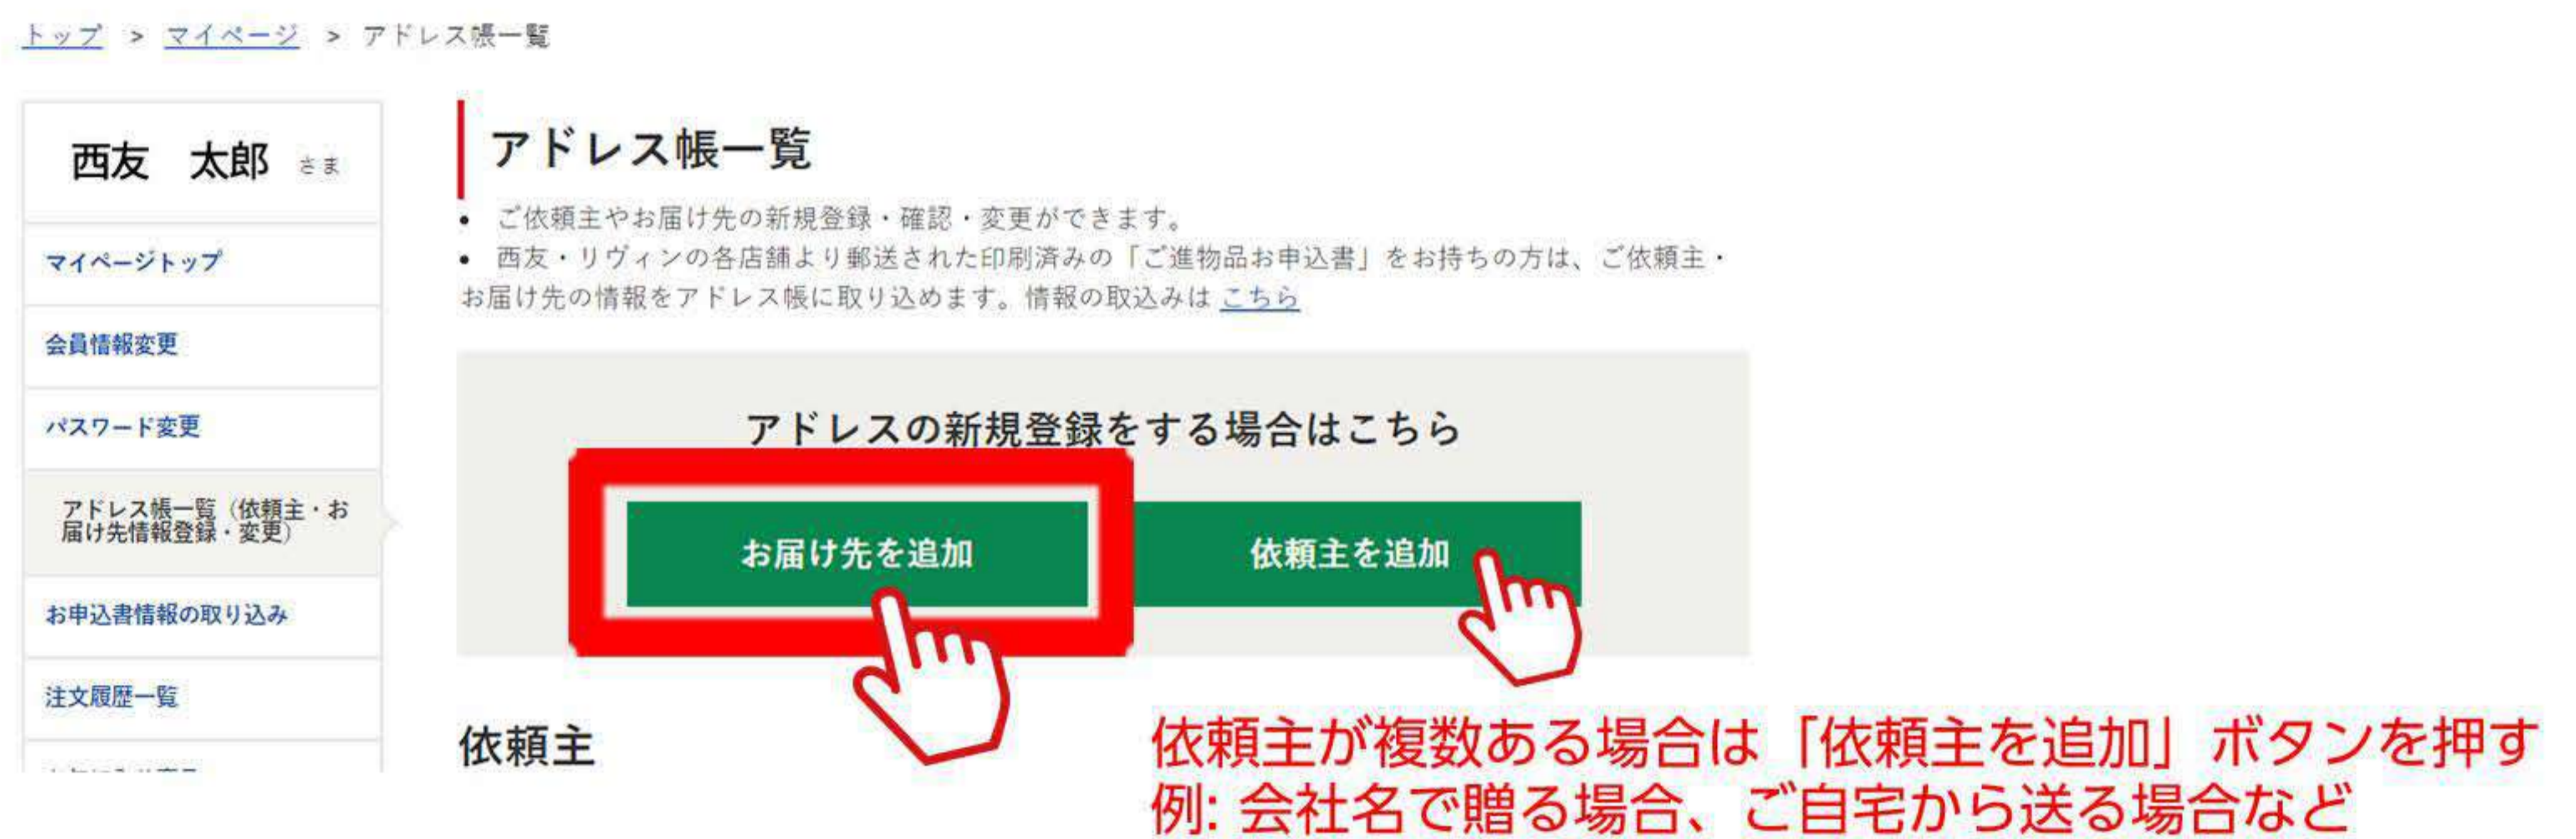 トップ > マイページ > アドレス帳一覧
西友 太郎 さま
マイページトップ
会員情報変更
パスワード変更
アドレス帳一覧（依頼主・お
届け先情報登録・変更）
お申込書情報の取り込み
注文履歴一覧
アドレス帳一覧
• ご依頼主やお届け先の新規登録・確認・変更ができます。
• 西友・リヴィンの各店舗より郵送された印刷済みの「ご進物品お申込書」をお持ちの方は、ご依頼主・
お届け先の情報をアドレス帳に取り込めます。情報の取込みは こちら
アドレスの新規登録をする場合はこちら
お届け先を追加
依頼主を追加
依頼主
依頼主が複数ある場合は「依頼主を追加」ボタンを押す
例: 会社名で贈る場合、ご自宅から送る場合など